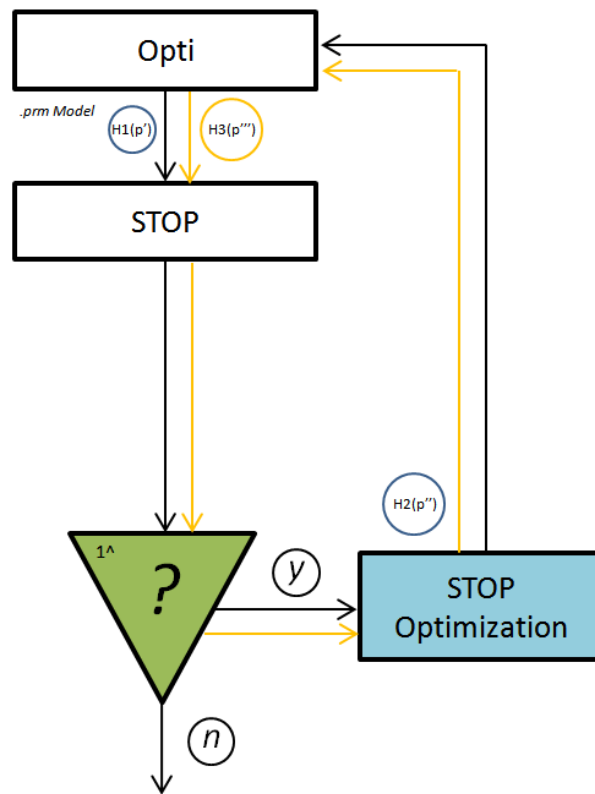 Opti
.prm Model
H1(p')
H3(p''')
STOP
1^
?
y
H2(p'')
STOP
Optimization
n